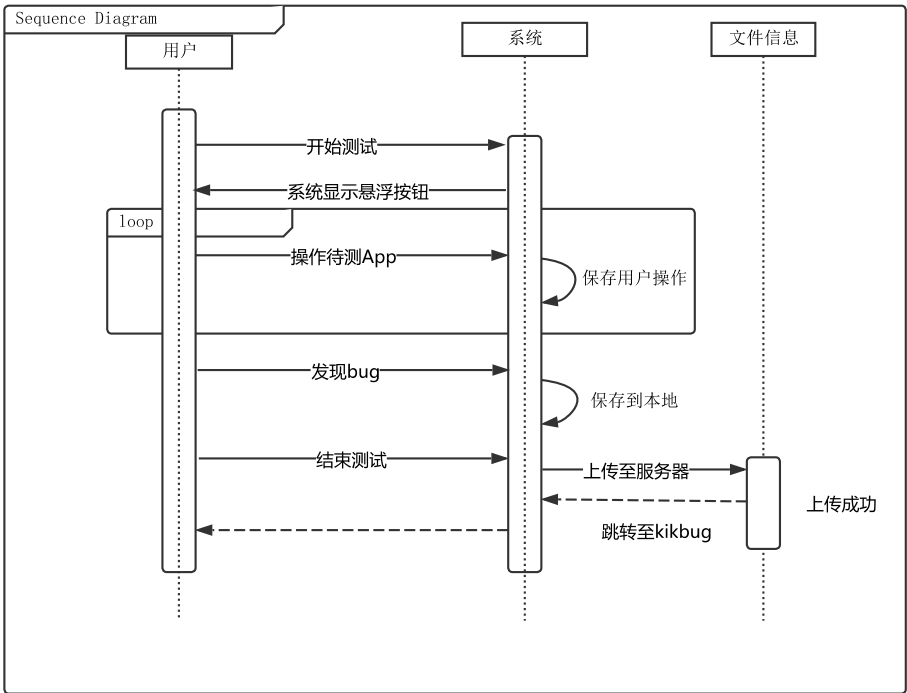 Sequence Diagram
用户
系统
文件信息
开始测试
系统显示悬浮按钮
loop
操作待测App
保存用户操作
发现bug
保存到本地
结束测试
上传至服务器
上传成功
跳转至kikbug